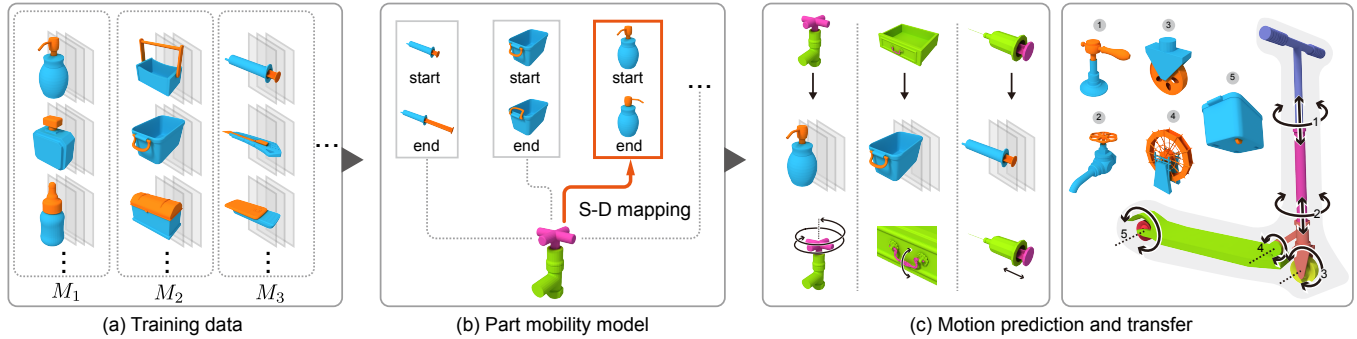 M₁
M₂
M₃
...
(a) Training data
start
start
start
...
end
end
end
S-D mapping
(b) Part mobility model
1
3
5
2
4
1
2
5
4
3
(c) Motion prediction and transfer